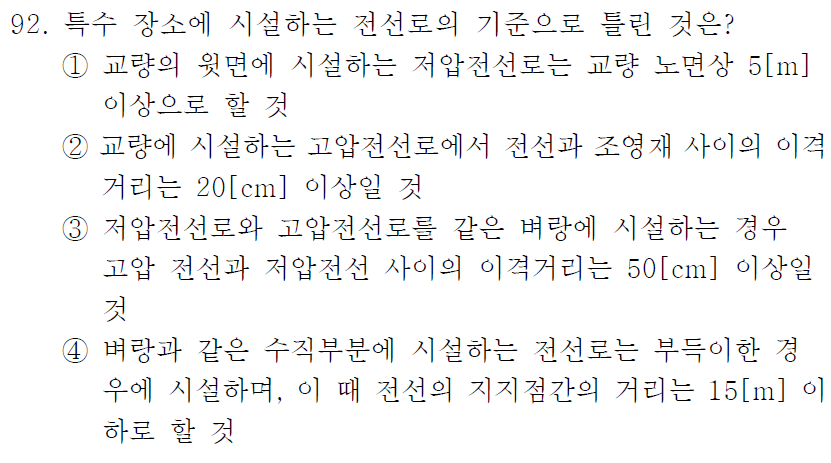 92. 특수 장소에 시설하는 전선로의 기준으로 틀린 것은?
① 교량의 윗면에 시설하는 저압전선로는 교량 노면상 5[m]
이상으로 할 것
② 교량에 시설하는 고압전선로에서 전선과 조영재 사이의 이격
거리는 20[cm] 이상일 것
③ 저압전선로와 고압전선로를 같은 벼랑에 시설하는 경우
고압 전선과 저압전선 사이의 이격거리는 50[cm] 이상일
것
④ 벼랑과 같은 수직부분에 시설하는 전선로는 부득이한 경
우에 시설하며, 이 때 전선의 지지점간의 거리는 15[m] 이
하로 할 것